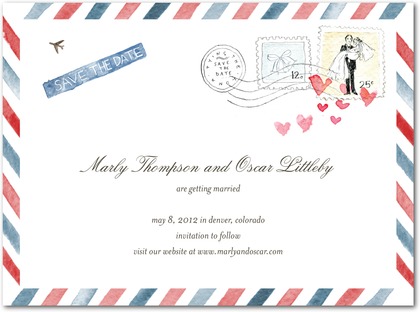 SAVE THE DATE
SAVE
THE
DATE
12¢
25¢
Marly Thompson and Oscar Littleby
are getting married
may 8, 2012 in denver, colorado
invitation to follow
visit our website at www.marlyandoscar.com